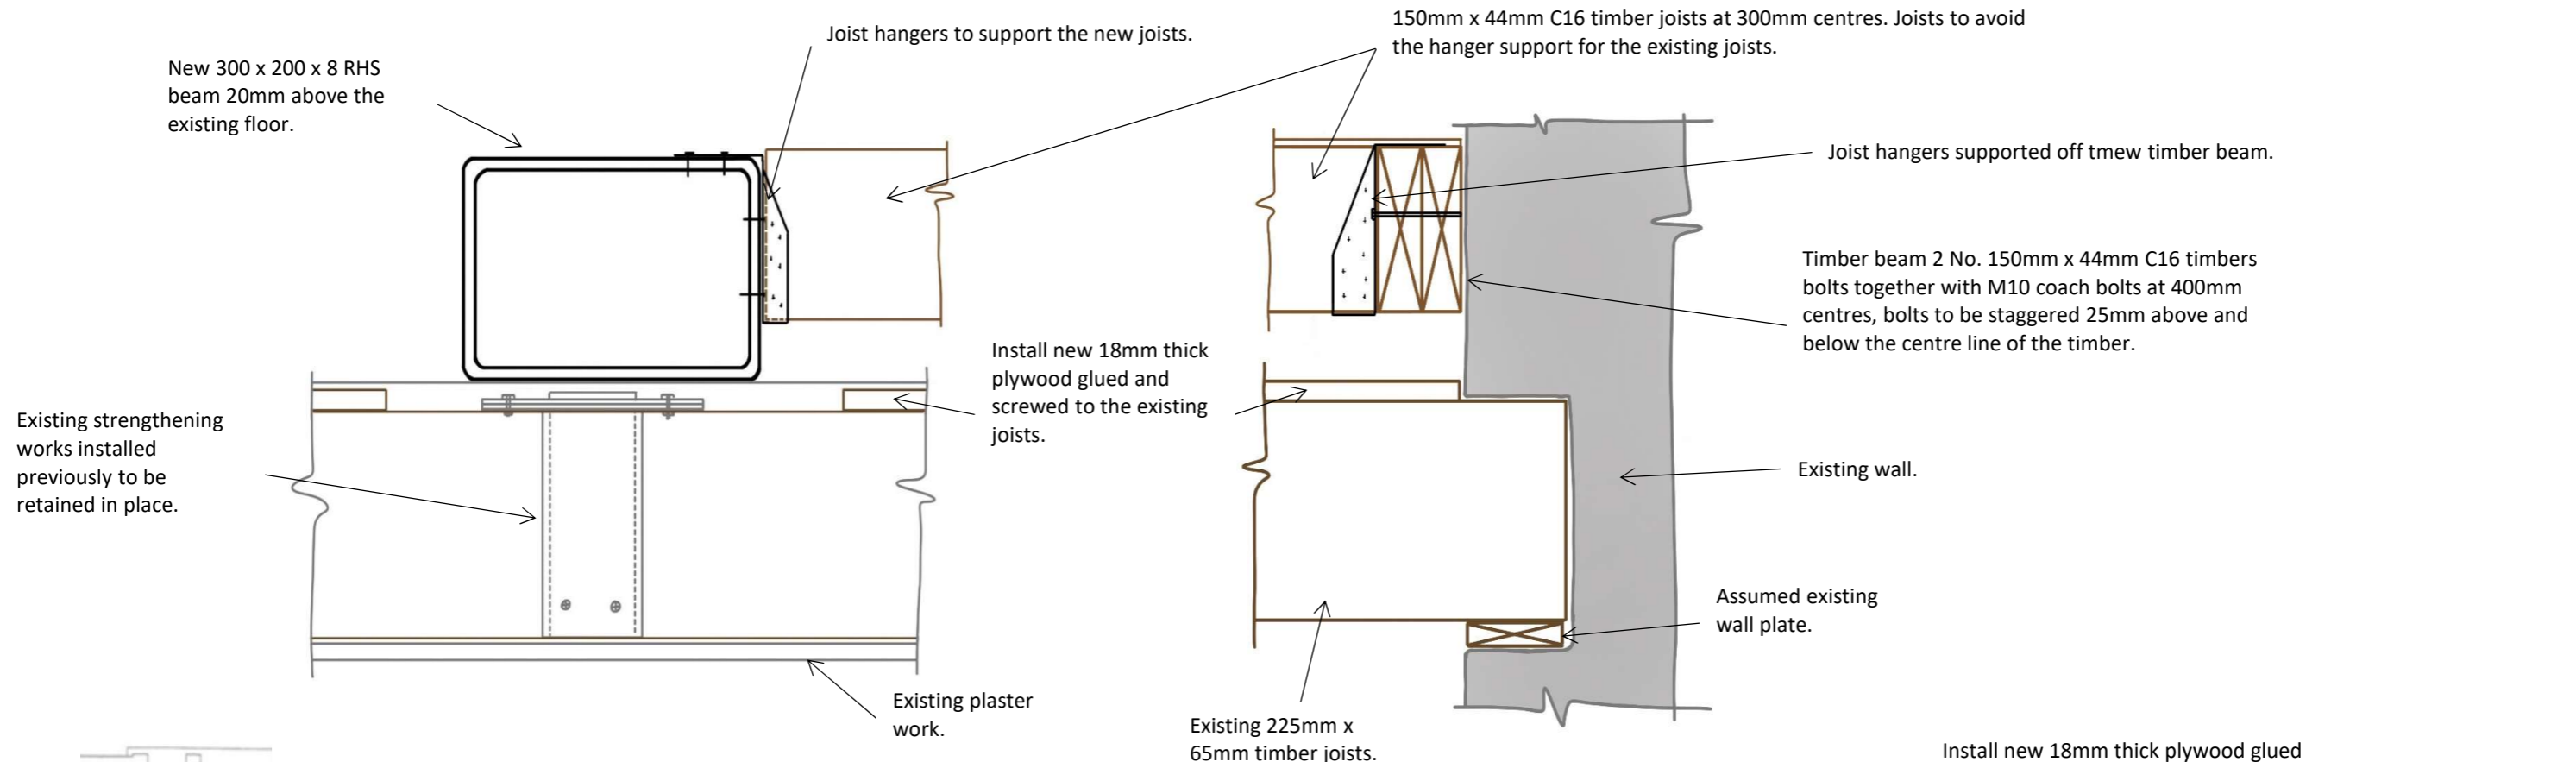 New 300 x 200 x 8 RHS
beam 20mm above the
existing floor.
Joist hangers to support the new joists.
150mm x 44mm C16 timber joists at 300mm centres. Joists to avoid
the hanger support for the existing joists.
Joist hangers supported off tmew timber beam.
Timber beam 2 No. 150mm x 44mm C16 timbers
bolts together with M10 coach bolts at 400mm
centres, bolts to be staggered 25mm above and
below the centre line of the timber.
Install new 18mm thick
plywood glued and
screwed to the existing
joists.
Existing strengthening
works installed
previously to be
retained in place.
Existing wall.
Assumed existing
wall plate.
Existing plaster
work.
Existing 225mm x
65mm timber joists.
Install new 18mm thick plywood glued